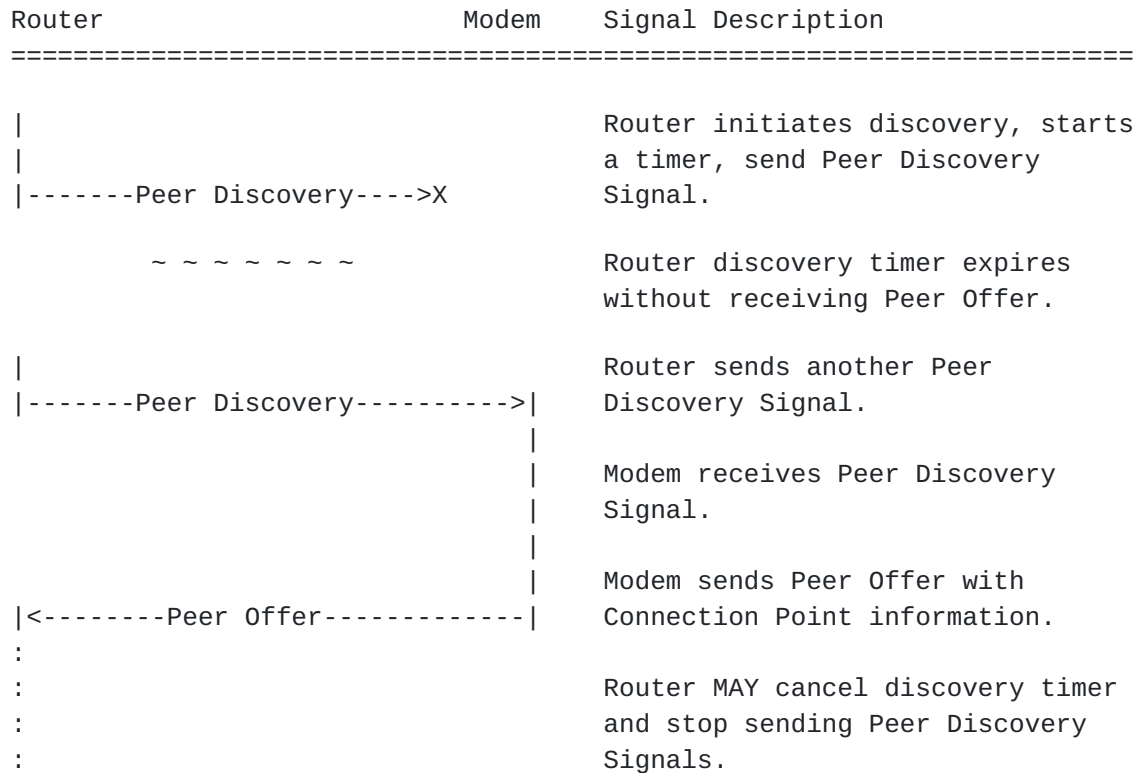 Router                       Modem    Signal Description
========================================================================

|                                     Router initiates discovery, starts
|                                     a timer, send Peer Discovery
|-------Peer Discovery---->X          Signal.

         ~ ~ ~ ~ ~ ~ ~                Router discovery timer expires
                                      without receiving Peer Offer.

|                                     Router sends another Peer
|-------Peer Discovery---------->|    Discovery Signal.
                                 |
                                 |    Modem receives Peer Discovery
                                 |    Signal.
                                 |
                                 |    Modem sends Peer Offer with
|<--------Peer Offer-------------|    Connection Point information.
:
:                                     Router MAY cancel discovery timer
:                                     and stop sending Peer Discovery
:                                     Signals.